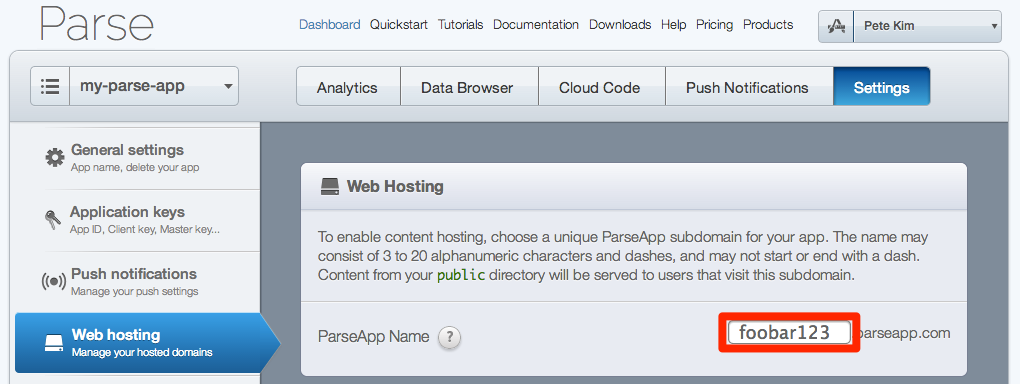 Parse
Dashboard Quickstart Tutorials Documentation Downloads Help Pricing Products
Pete Kim
my-parse-app
Analytics Data Browser Cloud Code Push Notifications Settings
General settings
App name, delete your app
Application keys
App ID, Client key, Master key...
Push notifications
Manage your push settings
Web hosting
Manage your hosted domains
Web Hosting
To enable content hosting, choose a unique ParseApp subdomain for your app. The name may
consist of 3 to 20 alphanumeric characters and dashes, and may not start or end with a dash.
Content from your public directory will be served to users that visit this subdomain.
ParseApp Name ? foobar123 parseapp.com